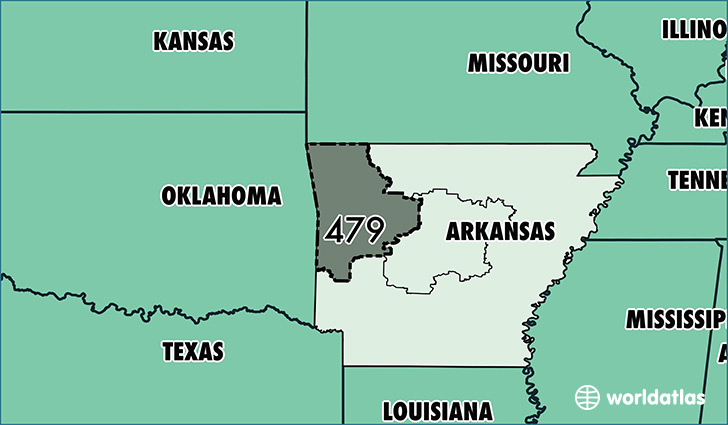 KANSAS
MISSOURI
ILLINO
KEN
OKLAHOMA
TENNE
479
ARKANSAS
MISSISSIP
TEXAS
A
LOUISIANA
worldatlas